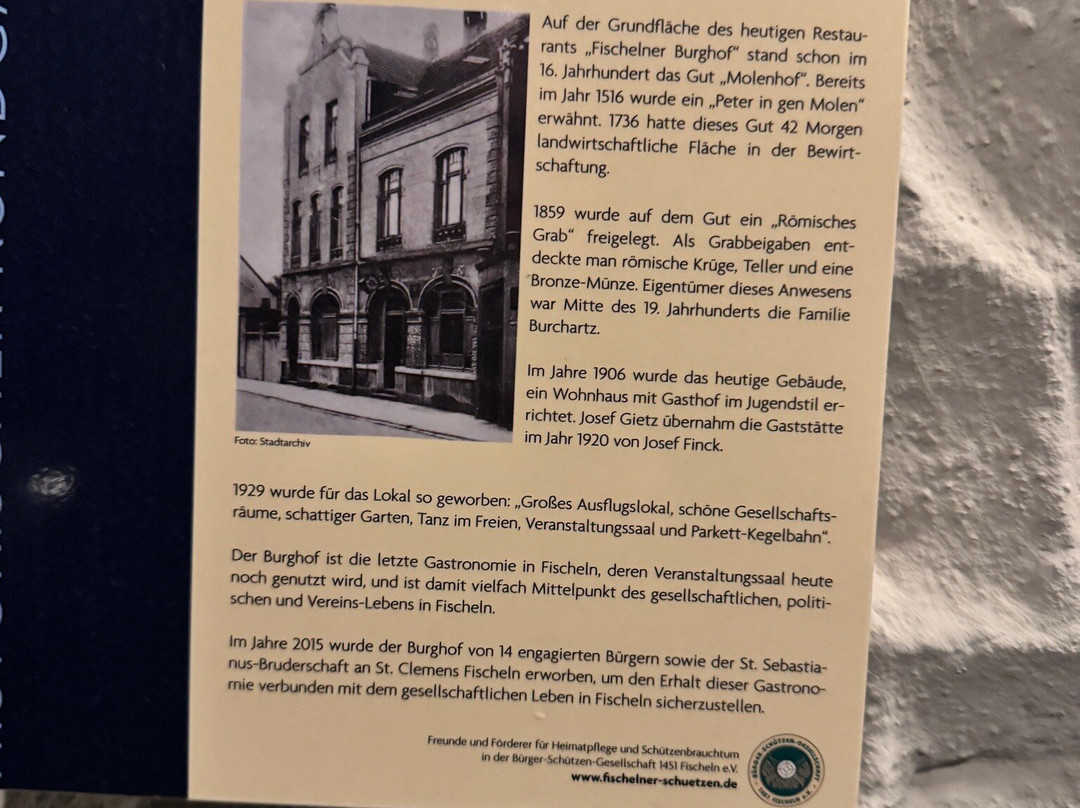 Auf der Grundfläche des heutigen Restau-
rants „Fischelner Burghof“ stand schon im
16. Jahrhundert das Gut „Molenhof“. Bereits
im Jahr 1516 wurde ein „Peter in gen Molen“
erwähnt. 1736 hatte dieses Gut 42 Morgen
landwirtschaftliche Fläche in der Bewirt-
schaftung.
1859 wurde auf dem Gut ein „Römisches
Grab“ freigelegt. Als Grabbeigaben ent-
deckte man römische Krüge, Teller und eine
Bronze-Münze. Eigentümer dieses Anwesens
war Mitte des 19. Jahrhunderts die Familie
Burchartz.
Im Jahre 1906 wurde das heutige Gebäude,
ein Wohnhaus mit Gasthof im Jugendstil er-
richtet. Josef Gietz übernahm die Gaststätte
im Jahr 1920 von Josef Finck.
Foto: Stadtarchiv
1929 wurde für das Lokal so geworben: „Großes Ausflugslokal, schöne Gesellschafts-
räume, schattiger Garten, Tanz im Freien, Veranstaltungssaal und Parkett-Kegelbahn“.
Der Burghof ist die letzte Gastronomie in Fischeln, deren Veranstaltungssaal heute
noch genutzt wird, und ist damit vielfach Mittelpunkt des gesellschaftlichen, politi-
schen und Vereins-Lebens in Fischeln.
Im Jahre 2015 wurde der Burghof von 14 engagierten Bürgern sowie der St. Sebastia-
nus-Bruderschaft an St. Clemens Fischeln erworben, um den Erhalt dieser Gastrono-
mie verbunden mit dem gesellschaftlichen Leben in Fischeln sicherzustellen.
Freunde und Förderer für Heimatpflege und Schützenbrauchtum
in der Bürger-Schützen-Gesellschaft 1451 Fischeln e.V.
www.fischelner-schuetzen.de
BÜRGER-SCHÜTZEN-GESELLSCHAFT
1451 FISCHELN e.V.